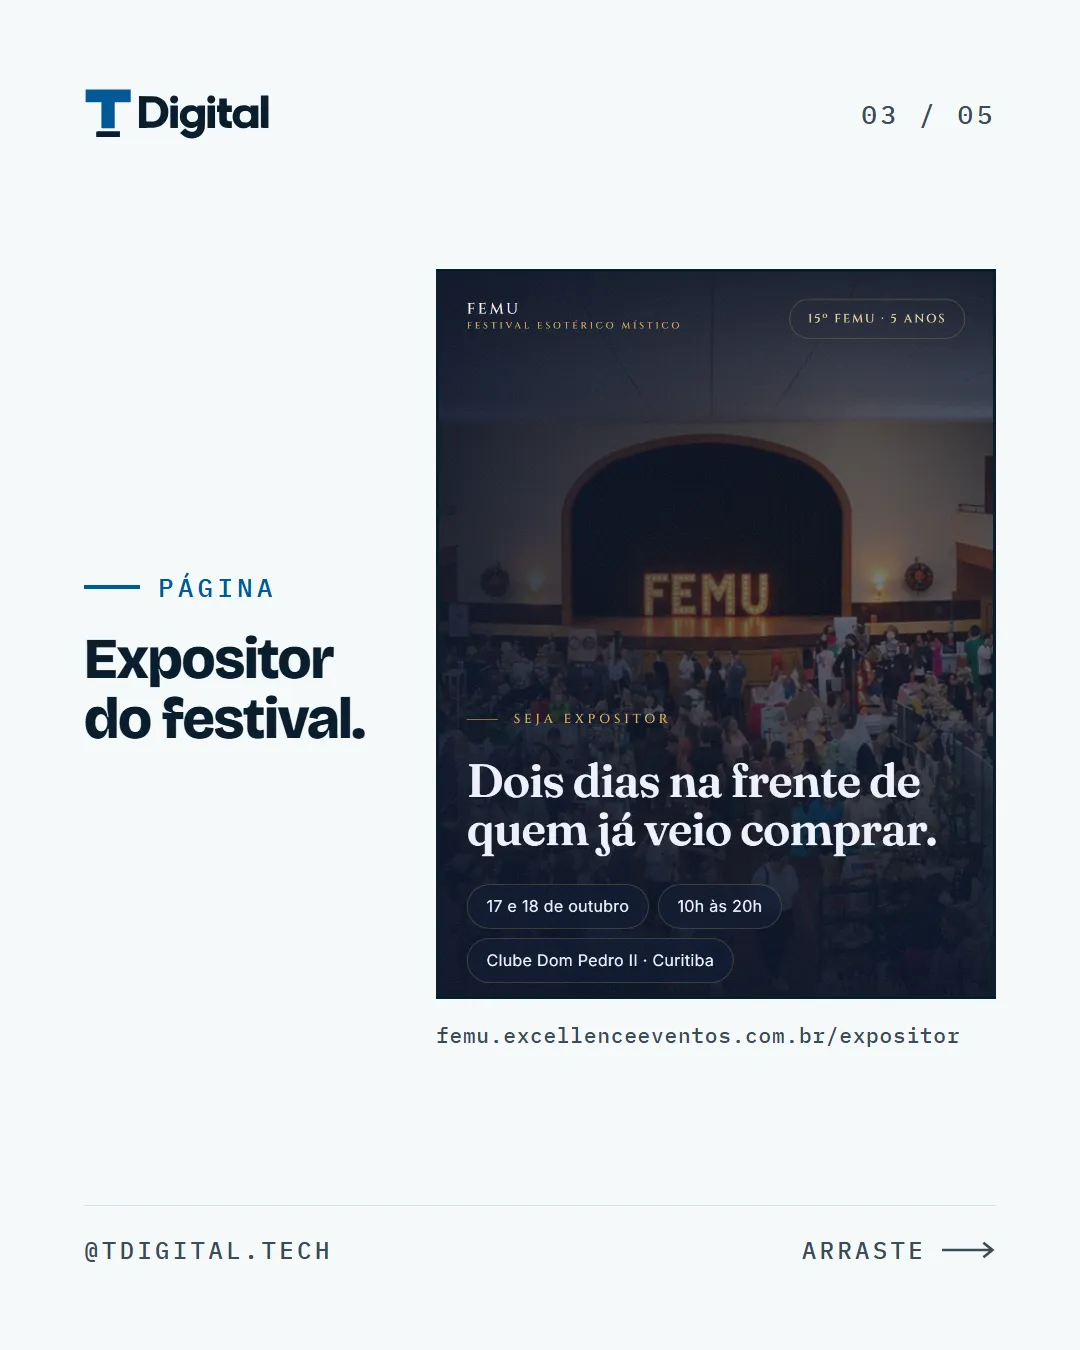 TDigital
03 / 05
FEMU
FESTIVAL ESOTÉRICO MÍSTICO
15º FEMU · 5 ANOS
FEMU
PÁGINA
Expositor
do festival.
SEJA EXPOSITOR
Dois dias na frente de
quem já veio comprar.
17 e 18 de outubro
10h às 20h
Clube Dom Pedro II · Curitiba
femu.excellenceeventos.com.br/expositor
@TDIGITAL.TECH
ARRASTE